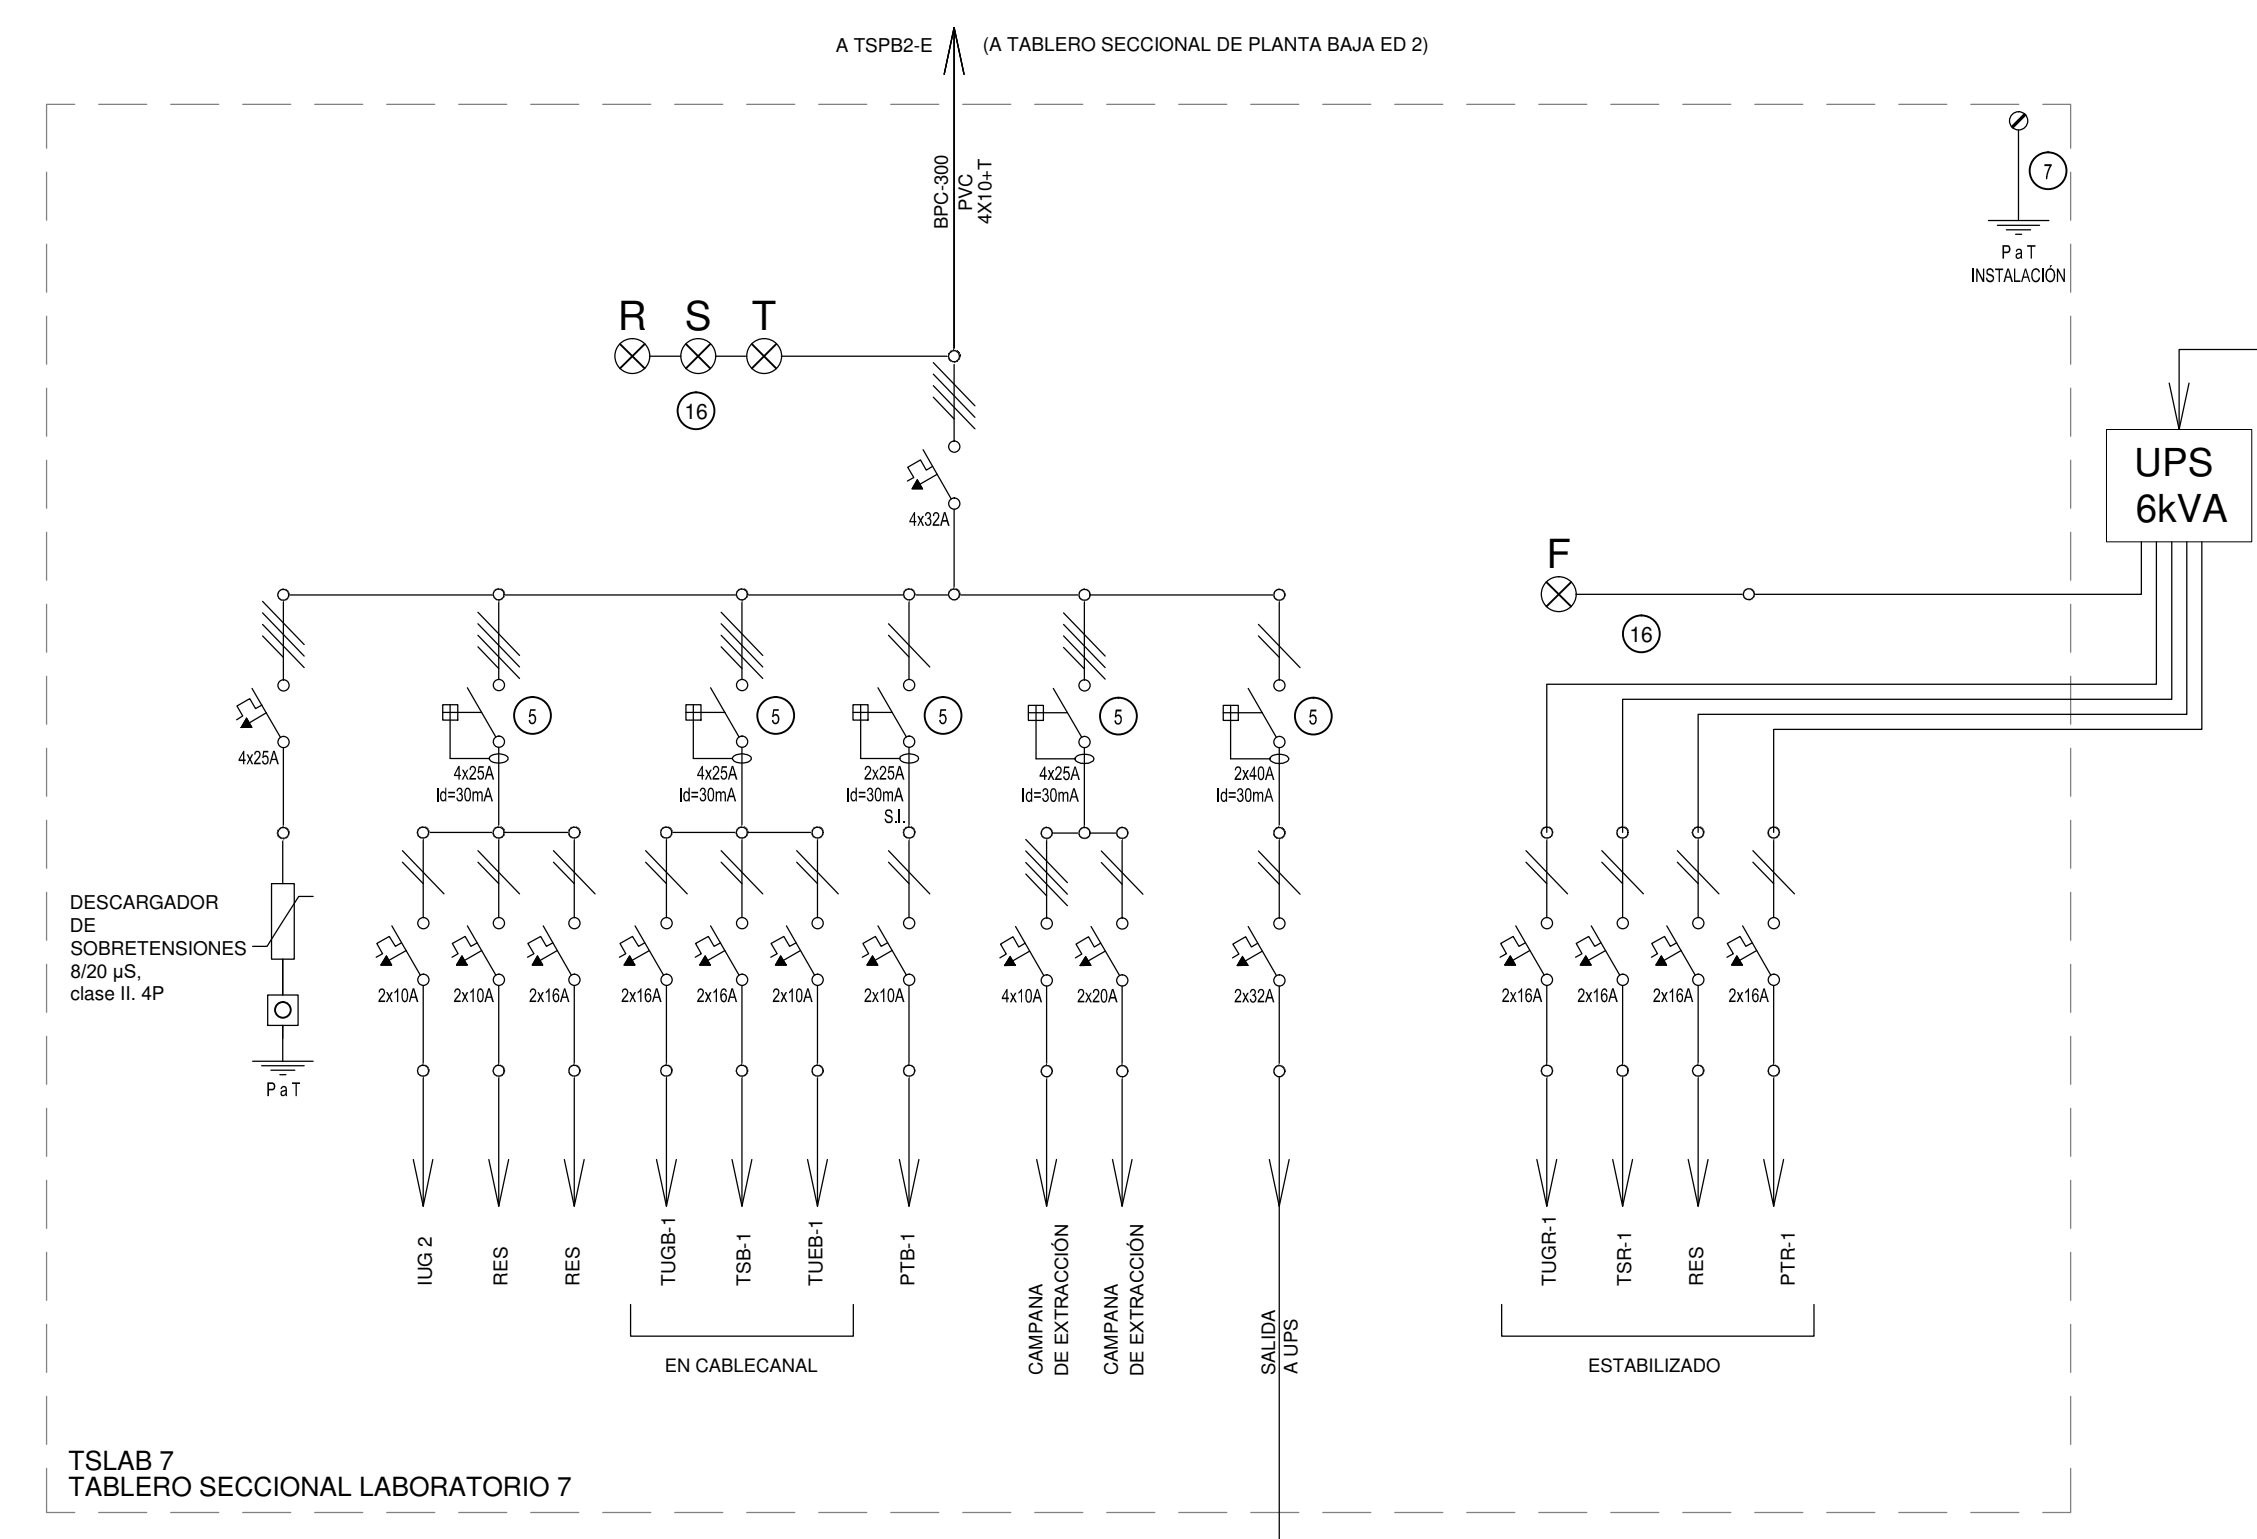 A TSPB2-E (A TABLERO SECCIONAL DE PLANTA BAJA ED 2)
BPC-300
PVC
4X10+T
7
P a T
INSTALACIÓN
R S T
16
4x32A
UPS
6kVA
F
16
5
5
5
5
5
4x25A
4x25A
Id=30mA
4x25A
Id=30mA
2x25A
Id=30mA
S.I.
4x25A
Id=30mA
2x40A
Id=30mA
DESCARGADOR
DE
SOBRETENSIONES
8/20 µS,
clase II. 4P
P a T
2x10A
2x10A
2x16A
2x16A
2x16A
2x10A
2x10A
4x10A
2x20A
2x32A
2x16A
2x16A
2x16A
2x16A
IUG 2
RES
RES
TUGB-1
TSB-1
TUEB-1
PTB-1
CAMPANA
DE EXTRACCIÓN
CAMPANA
DE EXTRACCIÓN
SALIDA
A UPS
TUGR-1
TSR-1
RES
PTR-1
EN CABLECANAL
ESTABILIZADO
TSLAB 7
TABLERO SECCIONAL LABORATORIO 7